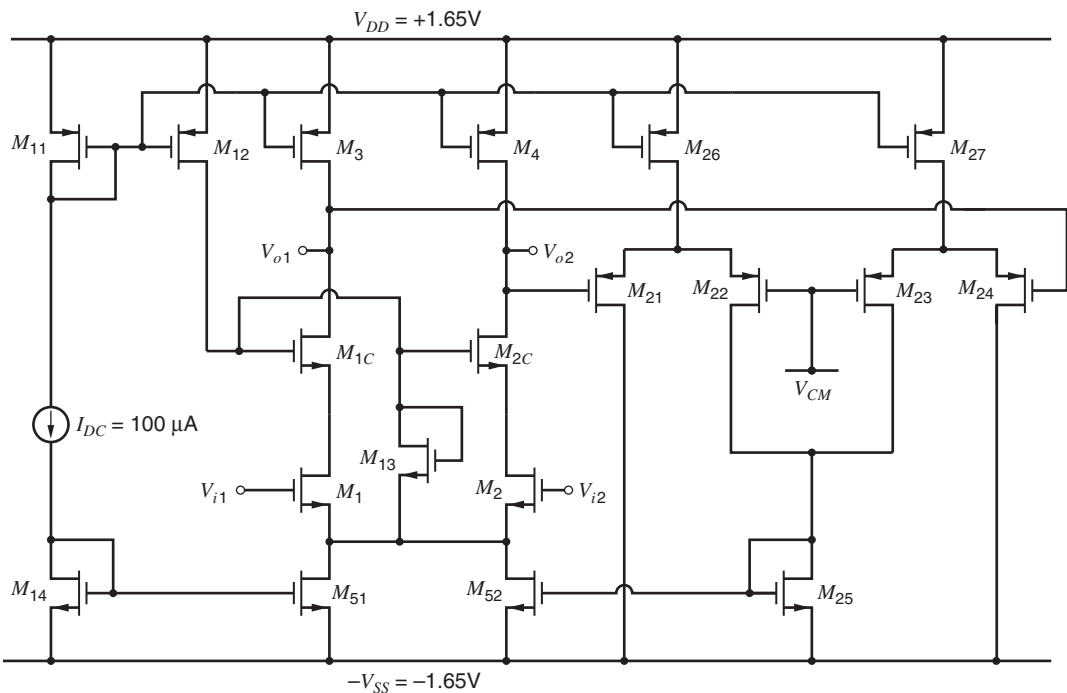 V_DD = +1.65V
M_11
M_12
M_3
M_4
M_26
M_27
V_o1
V_o2
M_21
M_22
M_23
M_24
M_1C
M_2C
V_CM
I_DC = 100 μA
M_13
V_i1
M_1
M_2
V_i2
M_14
M_51
M_52
M_25
–V_SS = –1.65V